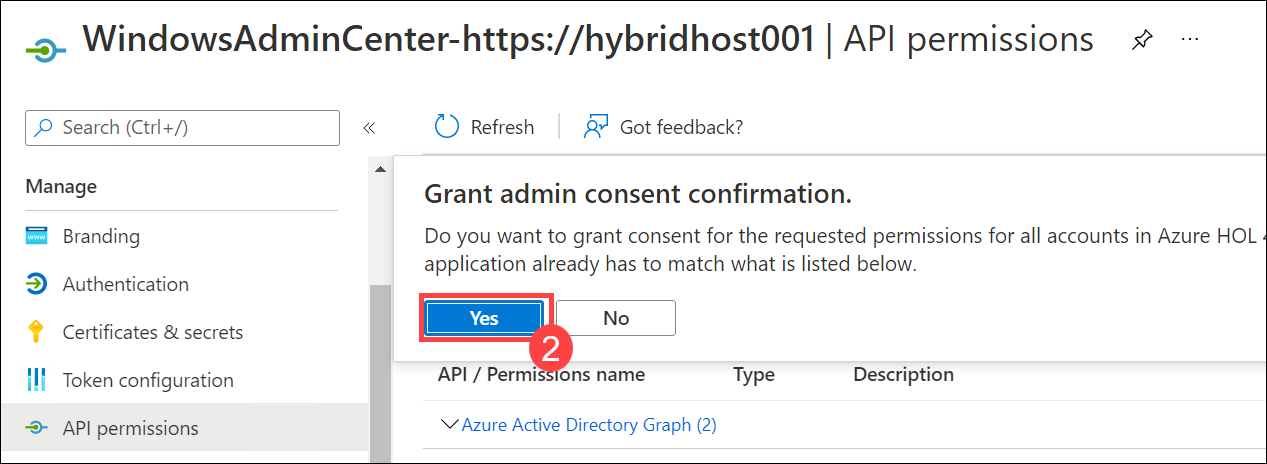 WindowsAdminCenter-https://hybridhost001 | API permissions
Search (Ctrl+/)
«
Refresh
Got feedback?
Manage
Branding
Authentication
Certificates & secrets
Token configuration
API permissions
Grant admin consent confirmation.
Do you want to grant consent for the requested permissions for all accounts in Azure HOL
application already has to match what is listed below.
Yes
No
2
API / Permissions name Type Description
Azure Active Directory Graph (2)